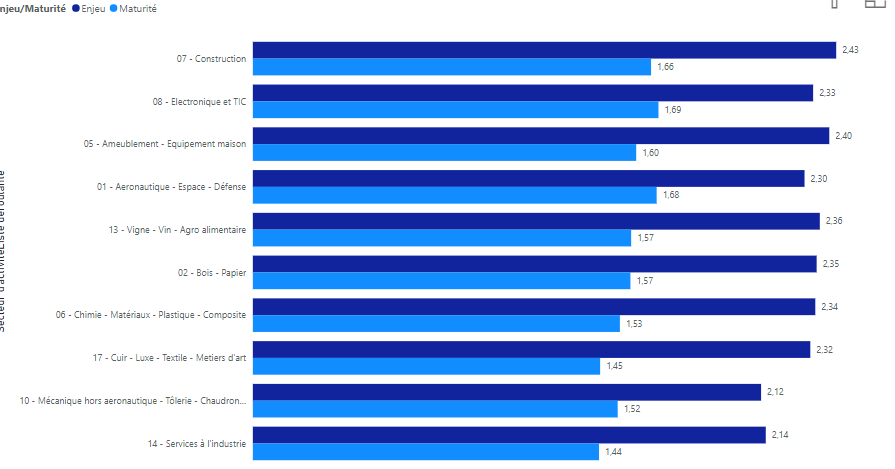 njeu/Maturité Enjeu Maturité
07 - Construction 2,43
1,66
08 - Electronique et TIC 2,33
1,69
05 - Ameublement - Equipement maison 2,40
1,60
01 - Aeronautique - Espace - Défense 2,30
1,68
13 - Vigne - Vin - Agro alimentaire 2,36
1,57
02 - Bois - Papier 2,35
1,57
06 - Chimie - Matériaux - Plastique - Composite 2,34
1,53
17 - Cuir - Luxe - Textile - Metiers d'art 2,32
1,45
10 - Mécanique hors aeronautique - Tôlerie - Chaudron... 2,12
1,52
14 - Services à l'industrie 2,14
1,44